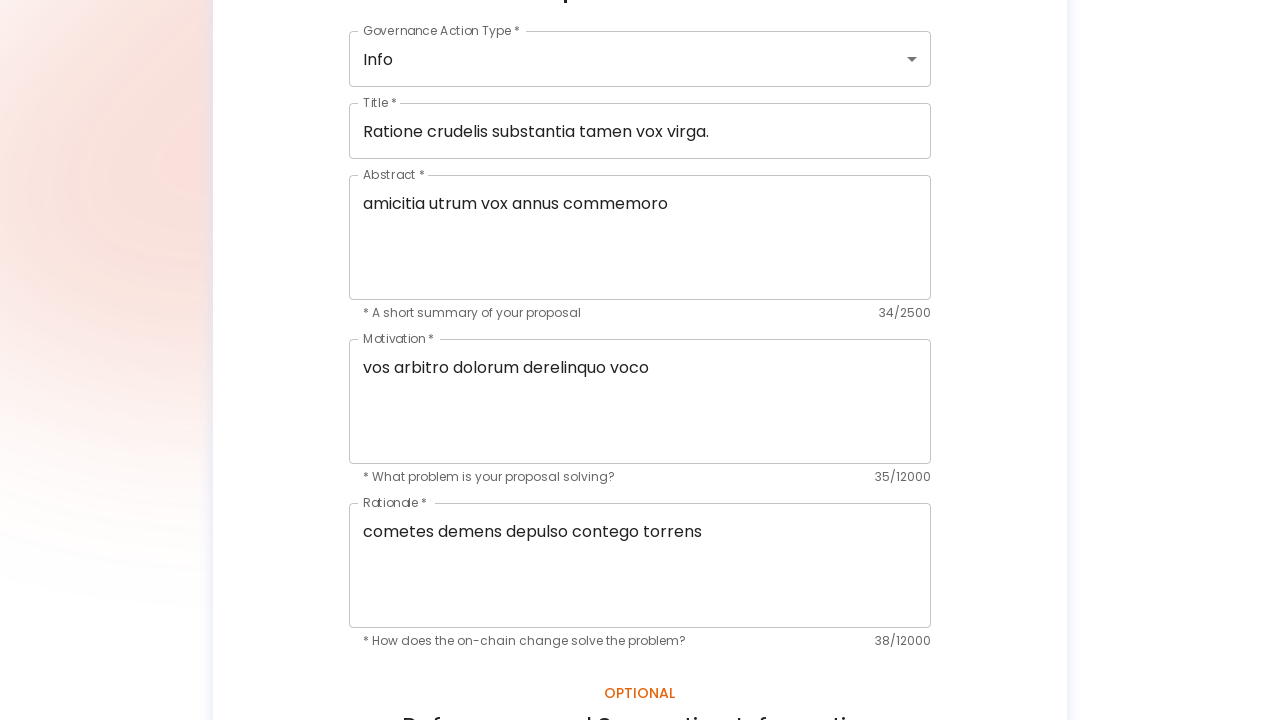 Governance Action Type *
Info
Title *
Ratione crudelis substantia tamen vox virga.
Abstract *
amicitia utrum vox annus commemoro
* A short summary of your proposal 34/2500
Motivation *
vos arbitro dolorum derelinquo voco
* What problem is your proposal solving? 35/12000
Rationale *
cometes demens depulso contego torrens
* How does the on-chain change solve the problem? 38/12000
OPTIONAL